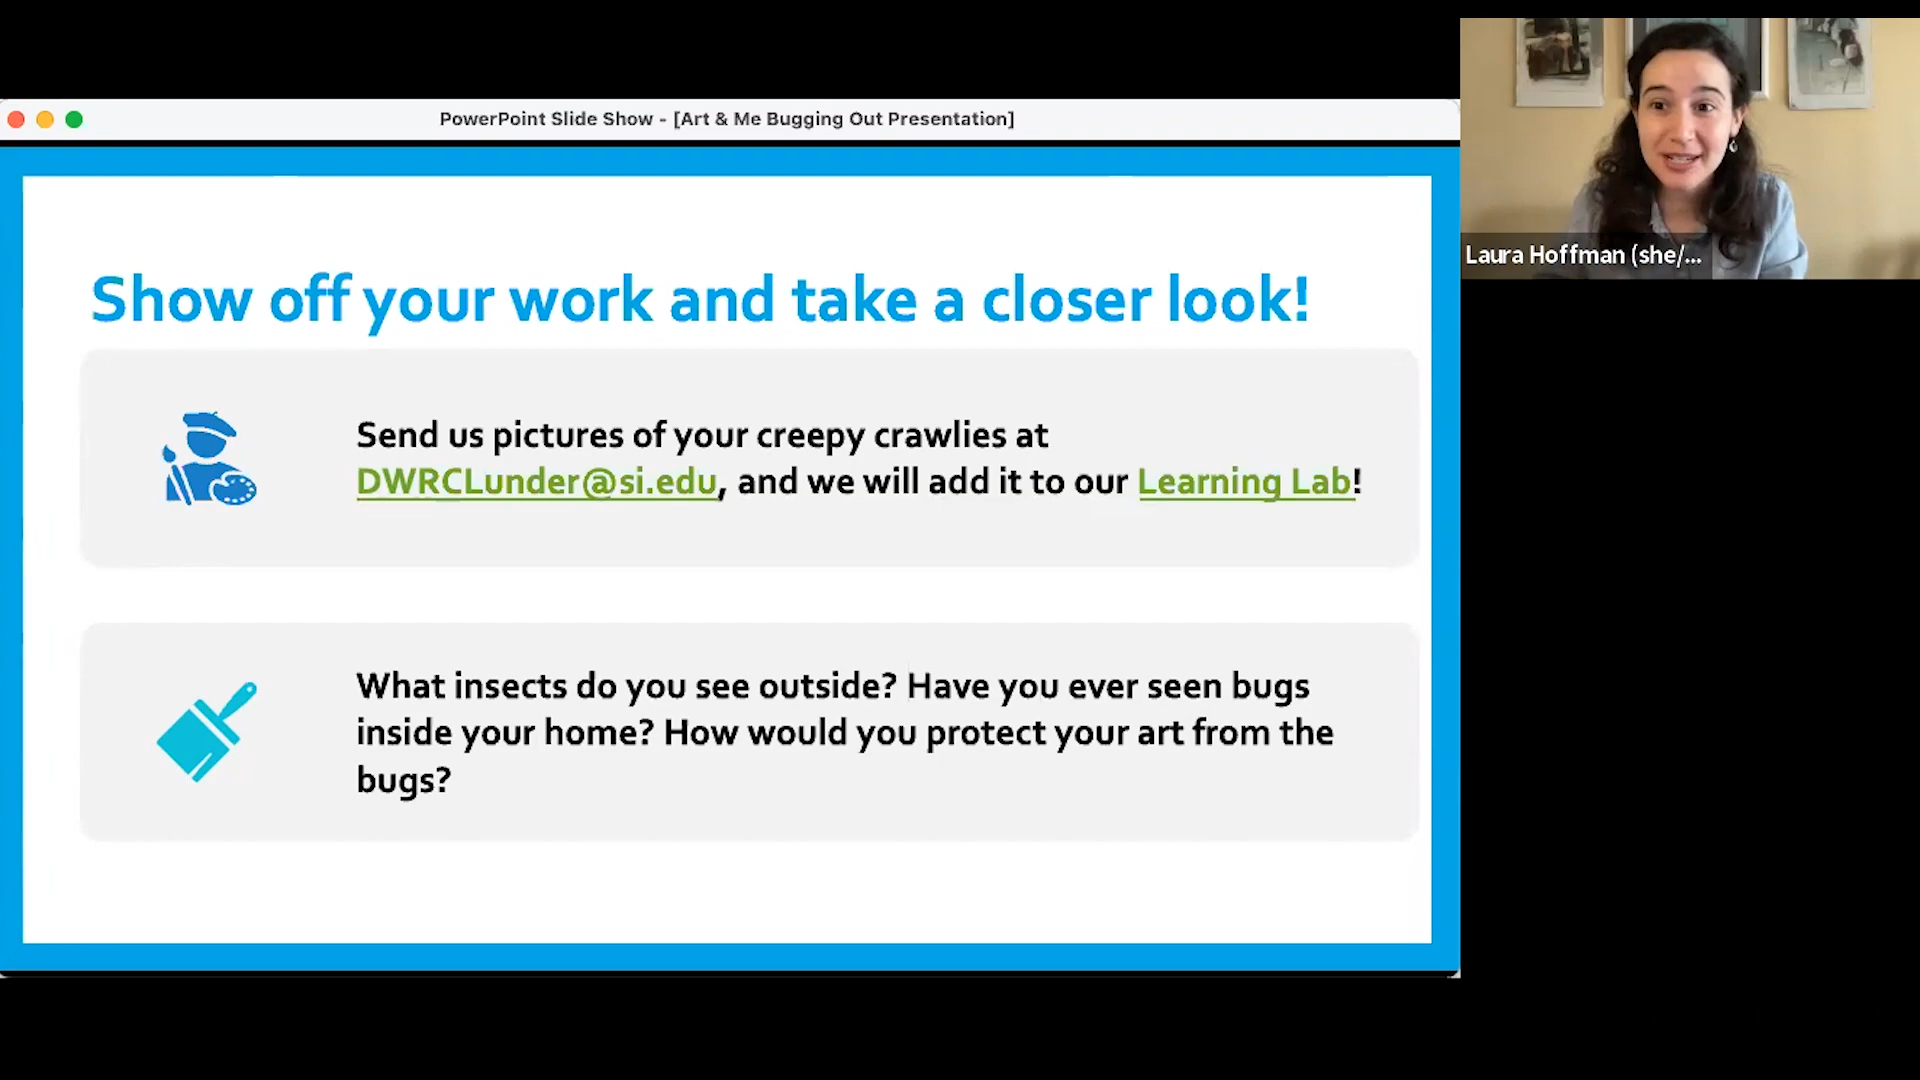 PowerPoint Slide Show - [Art & Me Bugging Out Presentation]
Laura Hoffman (she/...
Show off your work and take a closer look!
Send us pictures of your creepy crawlies at
DWRCLunder@si.edu, and we will add it to our Learning Lab!
What insects do you see outside? Have you ever seen bugs
inside your home? How would you protect your art from the
bugs?